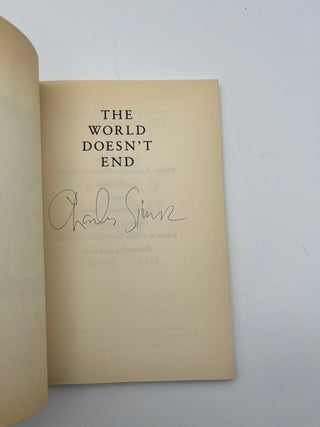 THE
WORLD
DOESN'T
END
Charles Simic